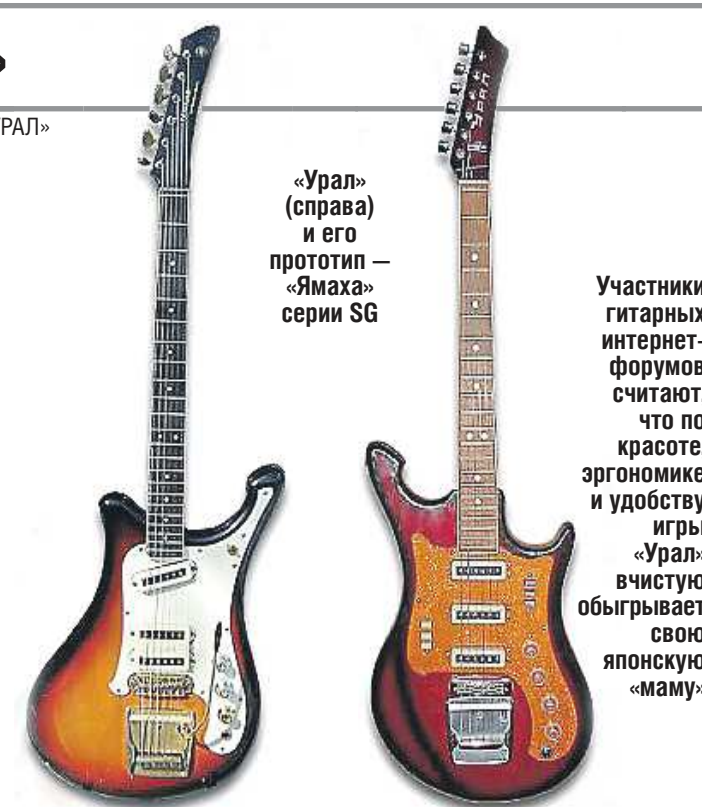 »
РАЛ»
«Урал»
(справа)
и его
прототип —
«Ямаха»
серии SG
Участники
гитарных
интернет-
форумов
считают,
что по
красоте,
эргономике
и удобству
игры
«Урал»
вчистую
обыгрывает
свою
японскую
«маму»
Урал